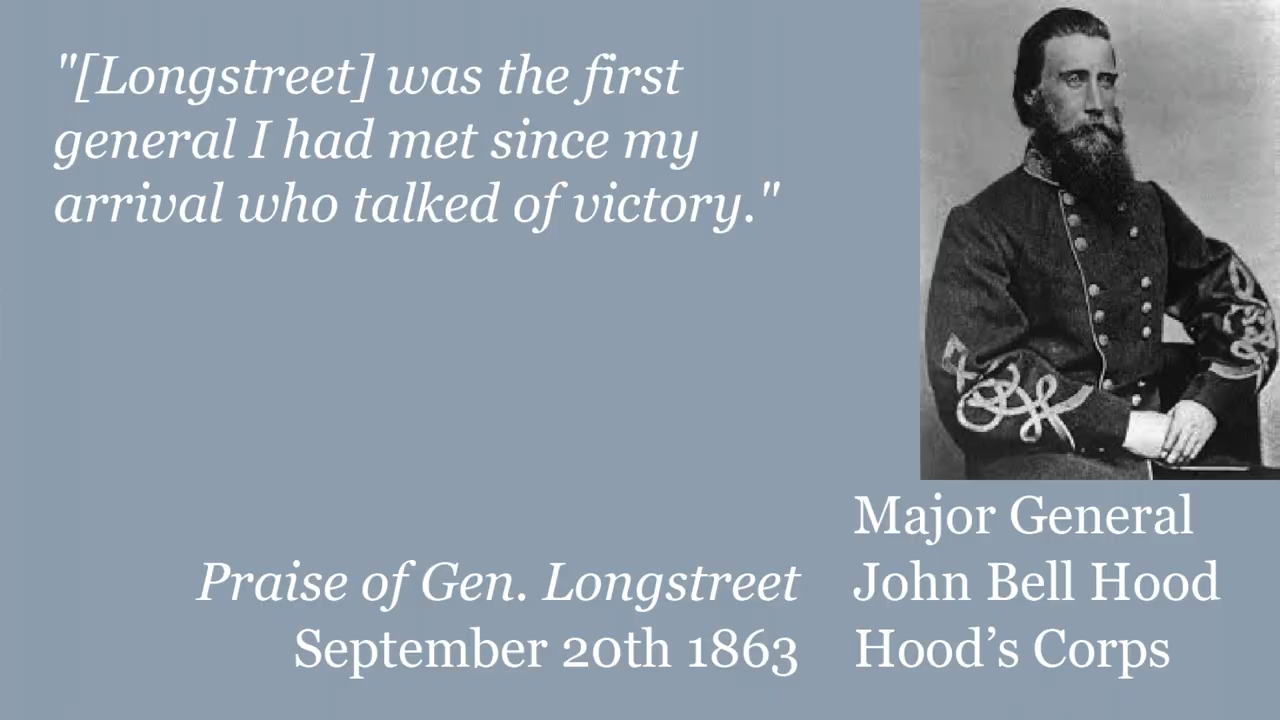 "[Longstreet] was the first
general I had met since my
arrival who talked of victory."
Praise of Gen. Longstreet
September 20th 1863
Major General
John Bell Hood
Hood’s Corps